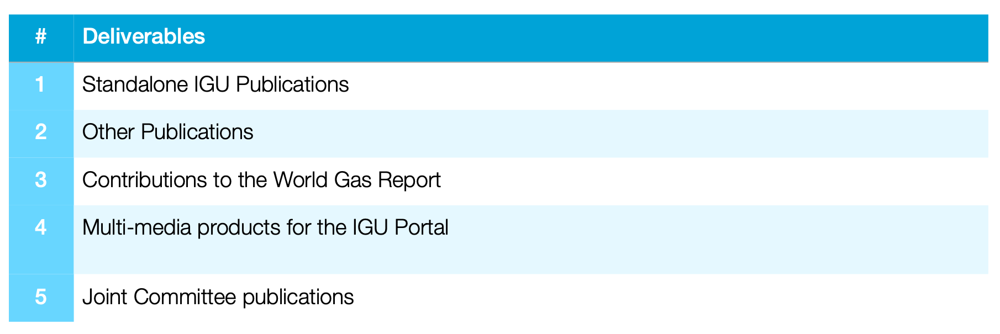 # Deliverables
1 Standalone IGU Publications
2 Other Publications
3 Contributions to the World Gas Report
4 Multi-media products for the IGU Portal
5 Joint Committee publications